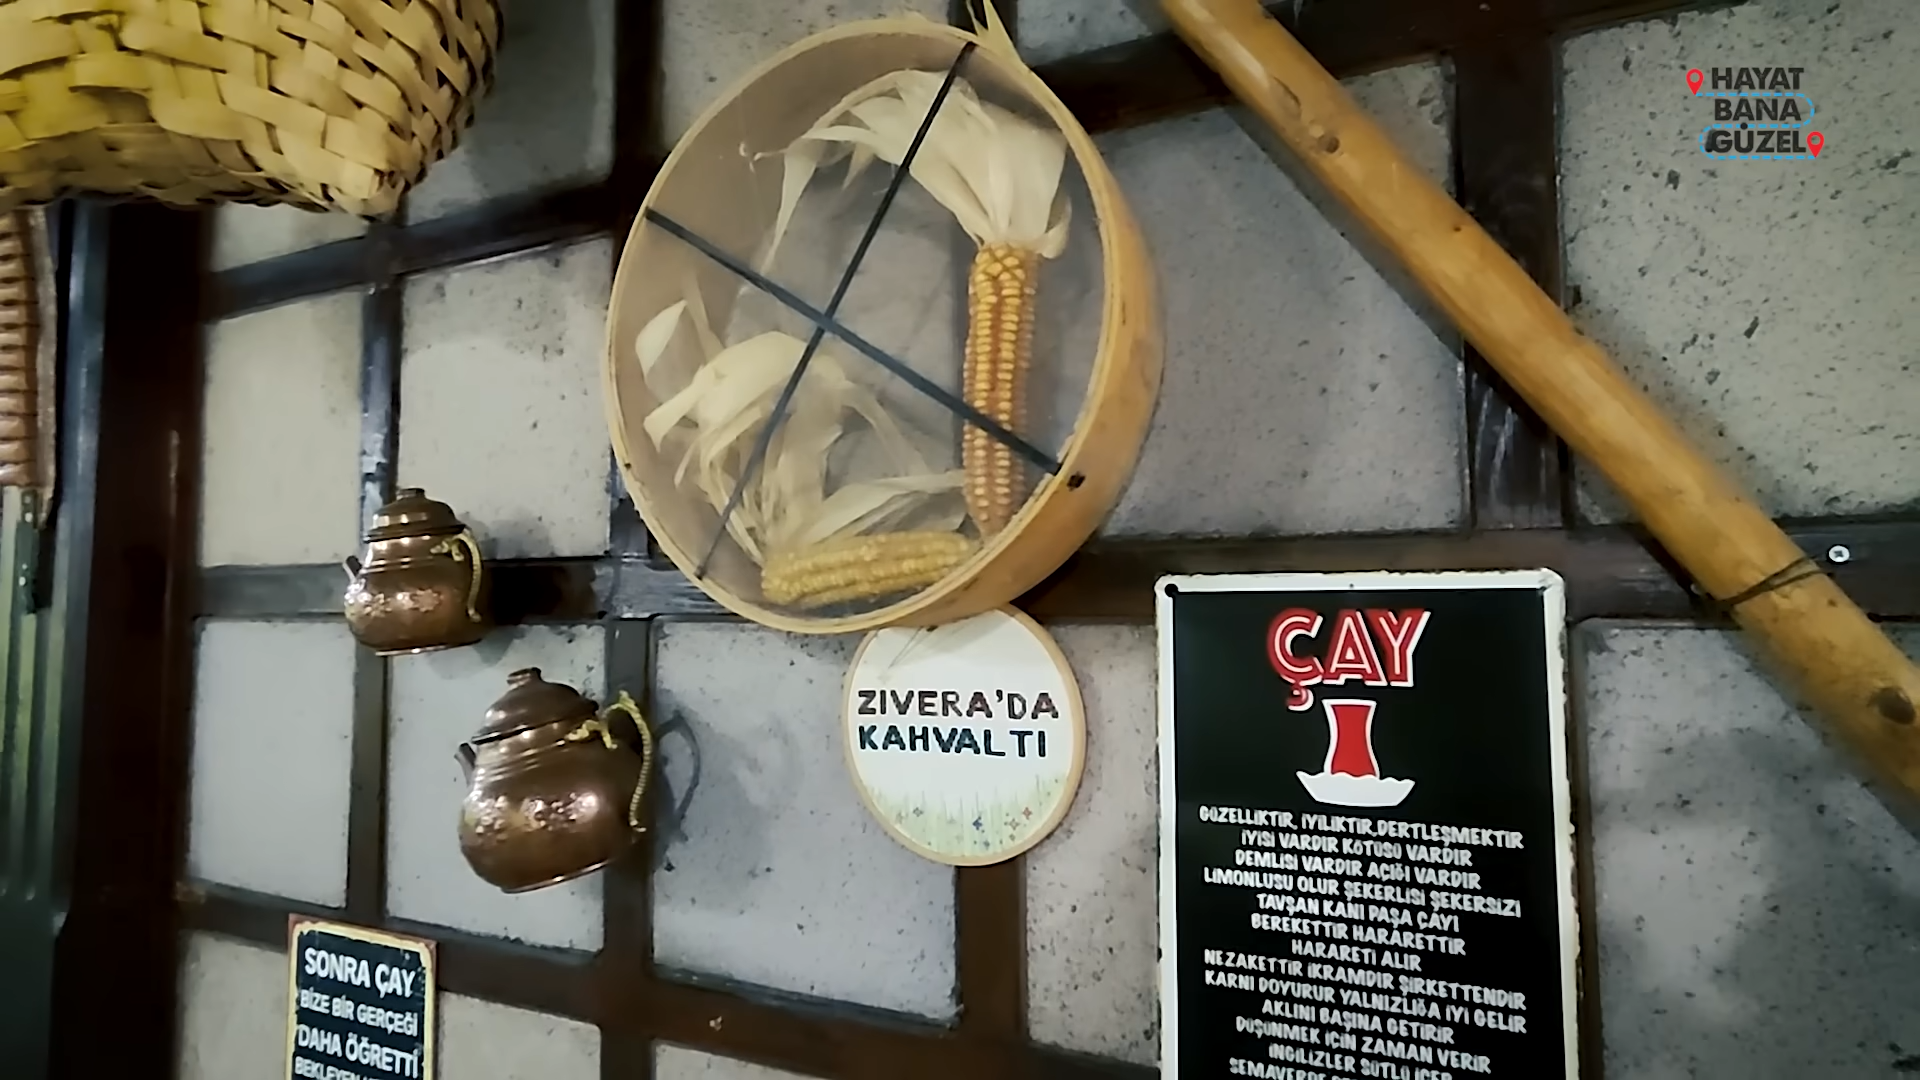 HAYAT
BANA
GÜZEL
ZIVERA'DA
KAHVALTI
ÇAY
GÜZELLİKTİR, İYİLİKTİR,DERTLEŞMEKTİR
İYİSİ VARDIR KÖTÜSÜ VARDIR
DEMLİSİ VARDIR AÇIĞI VARDIR
LİMONLUSU OLUR ŞEKERLİSİ ŞEKERSİZİ
TAVŞAN KANI PAŞA ÇAYI
BEREKETTİR HARARETTİR
HARARETİ ALIR
NEZAKETTİR İKRAMDIR ŞİRKETTENDİR
KARNI DOYURUR YALNIZLIĞA İYİ GELİR
AKLINI BAŞINA GETİRİR
DÜŞÜNMEK İÇİN ZAMAN VERİR
İNGİLİZLER SÜTLÜ İÇER
SEMAVERDE
SONRA ÇAY
BİZE BİR GERÇEĞİ
DAHA ÖĞRETTİ